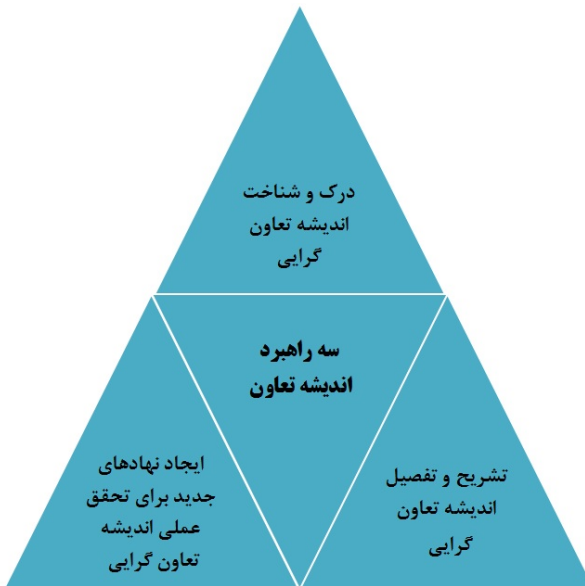 درک و شناخت
اندیشه تعاون
گرایی
سه راهبرد
اندیشه تعاون
تشریح و تفصیل
اندیشه تعاون
گرایی
ایجاد نهادهای
جدید برای تحقق
عملی اندیشه
تعاون گرایی